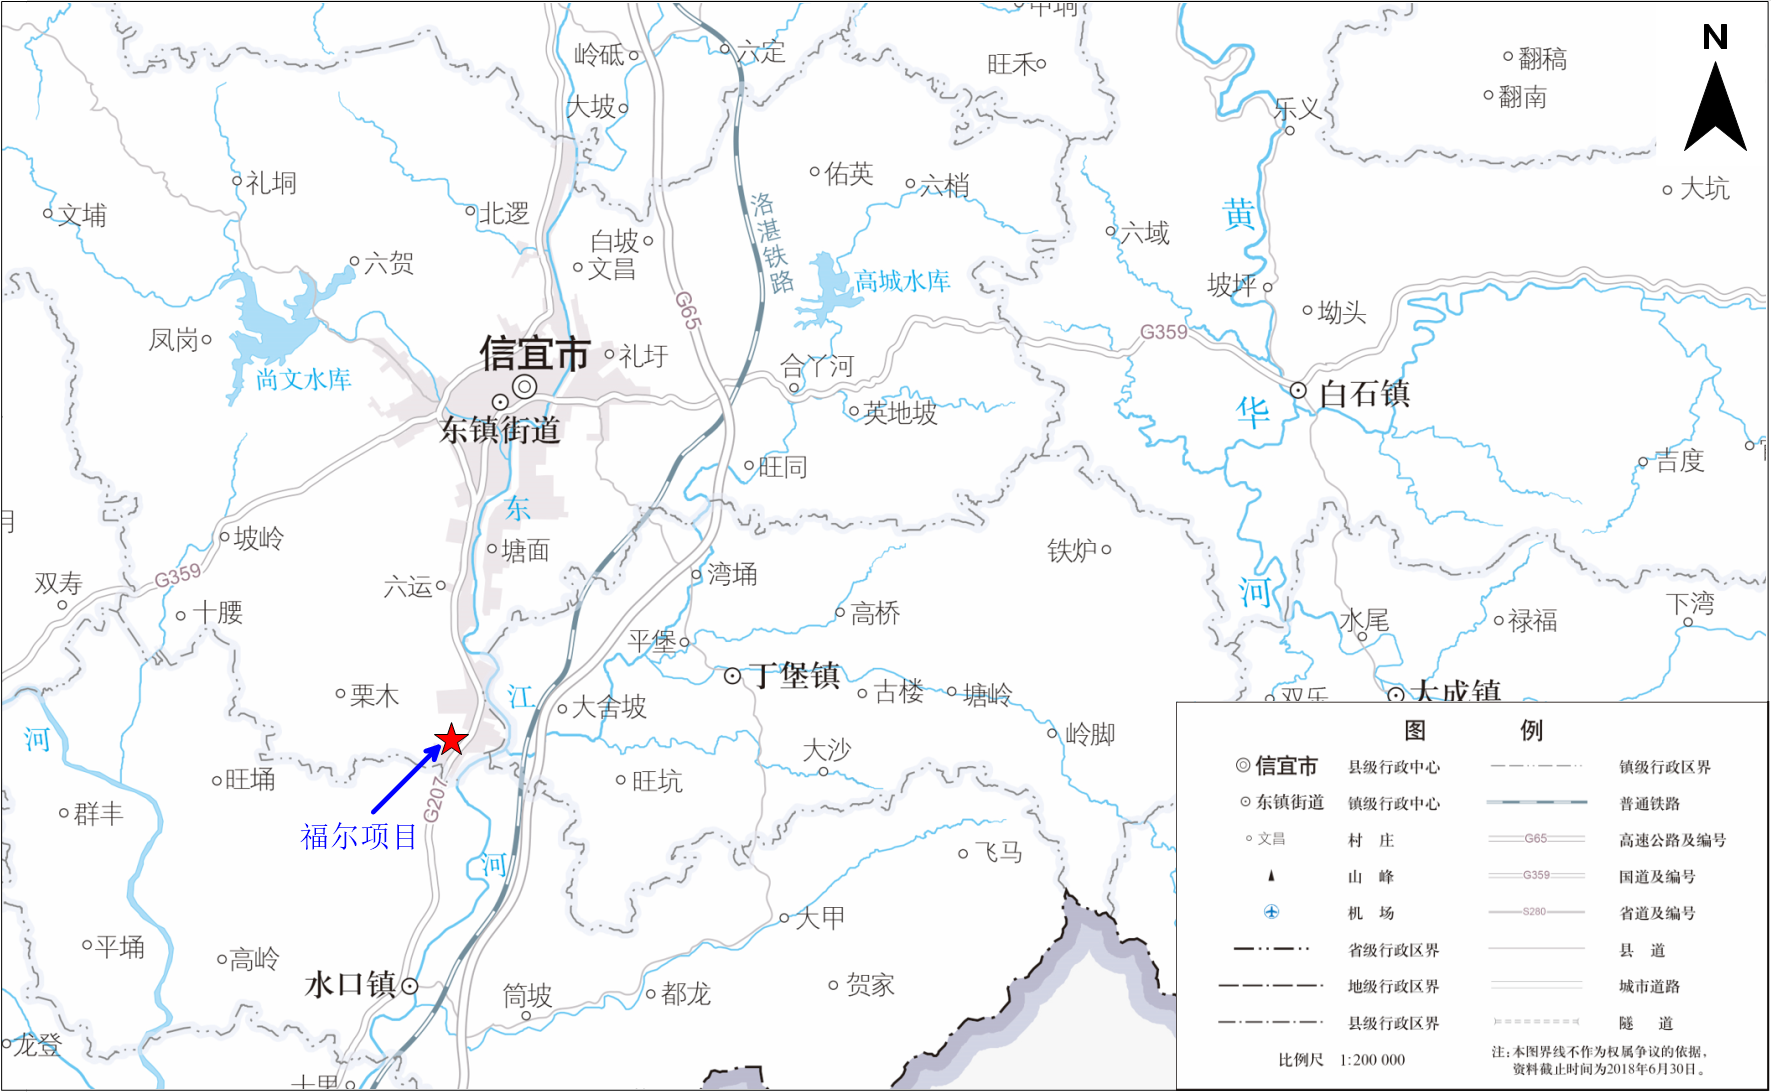 岭砥
六定
中垌
旺禾
翻稿
翻南
N
大坡
乐义
礼垌
佑英
六梢
大坑
文埔
北逻
洛湛铁路
黄
六域
白坡
文昌
六贺
高城水库
坡坪
坳头
G65
凤岗
信宜市
礼圩
G359
合丫河
尚文水库
东镇街道
英地坡
白石镇
华
旺同
吉度
东
坡岭
塘面
铁炉
G359
双寿
六运
湾埇
河
十腰
高桥
水尾
禄福
下湾
平堡
丁堡镇
栗木
江
大舍坡
古楼
塘岭
双乐
大成镇
河
岭脚
大沙
旺埇
旺坑
群丰
G207
福尔项目
河
飞马
大甲
平埇
高岭
水口镇
筒坡
都龙
贺家
龙登
图 例
信宜市 县级行政中心 镇级行政区界
东镇街道 镇级行政中心 普通铁路
文昌 村 庄 G65 高速公路及编号
山 峰 G359 国道及编号
机 场 S280 省道及编号
省级行政区界 县 道
地级行政区界 城市道路
县级行政区界 隧 道
比例尺 1:200 000
注:本图界线不作为权属争议的依据,
资料截止时间为2018年6月30日。